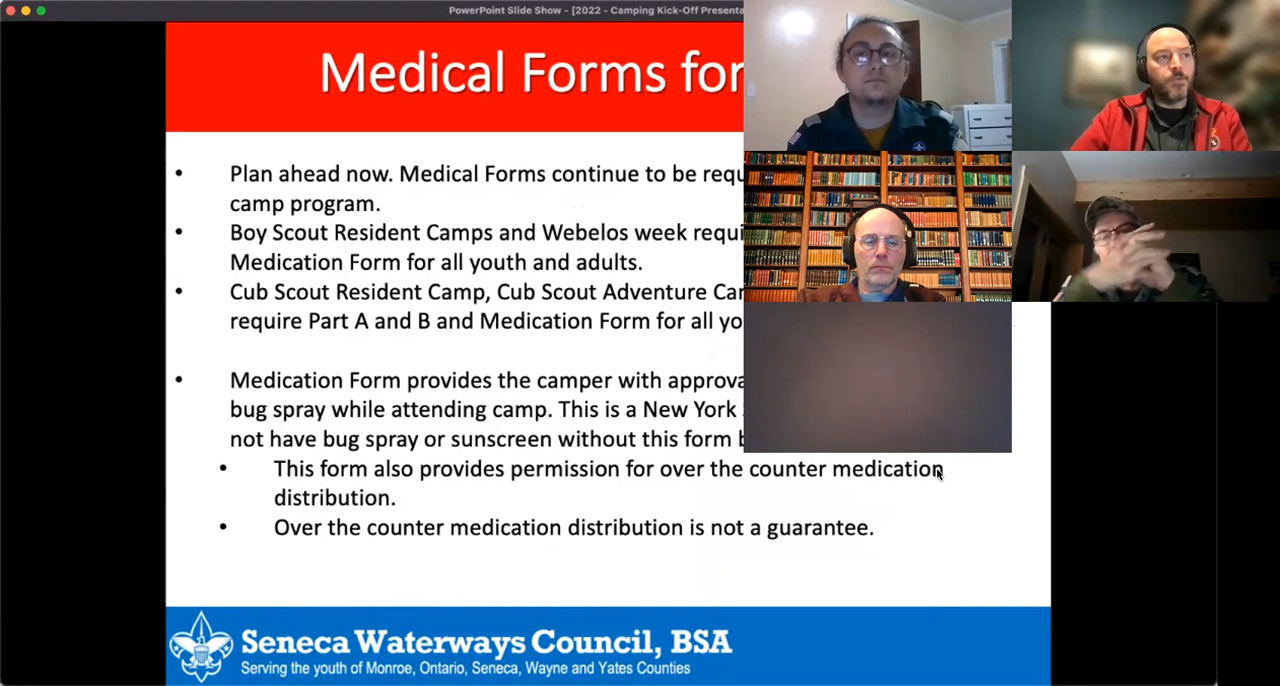 PowerPoint Slide Show - [2022 - Camping Kick-Off Presenta
Medical Forms for
• Plan ahead now. Medical Forms continue to be requ
camp program.
• Boy Scout Resident Camps and Webelos week requi
Medication Form for all youth and adults.
• Cub Scout Resident Camp, Cub Scout Adventure Ca
require Part A and B and Medication Form for all yo
• Medication Form provides the camper with approva
bug spray while attending camp. This is a New York
not have bug spray or sunscreen without this form
• This form also provides permission for over the counter medication
distribution.
• Over the counter medication distribution is not a guarantee.
Seneca Waterways Council, BSA
Serving the youth of Monroe, Ontario, Seneca, Wayne and Yates Counties